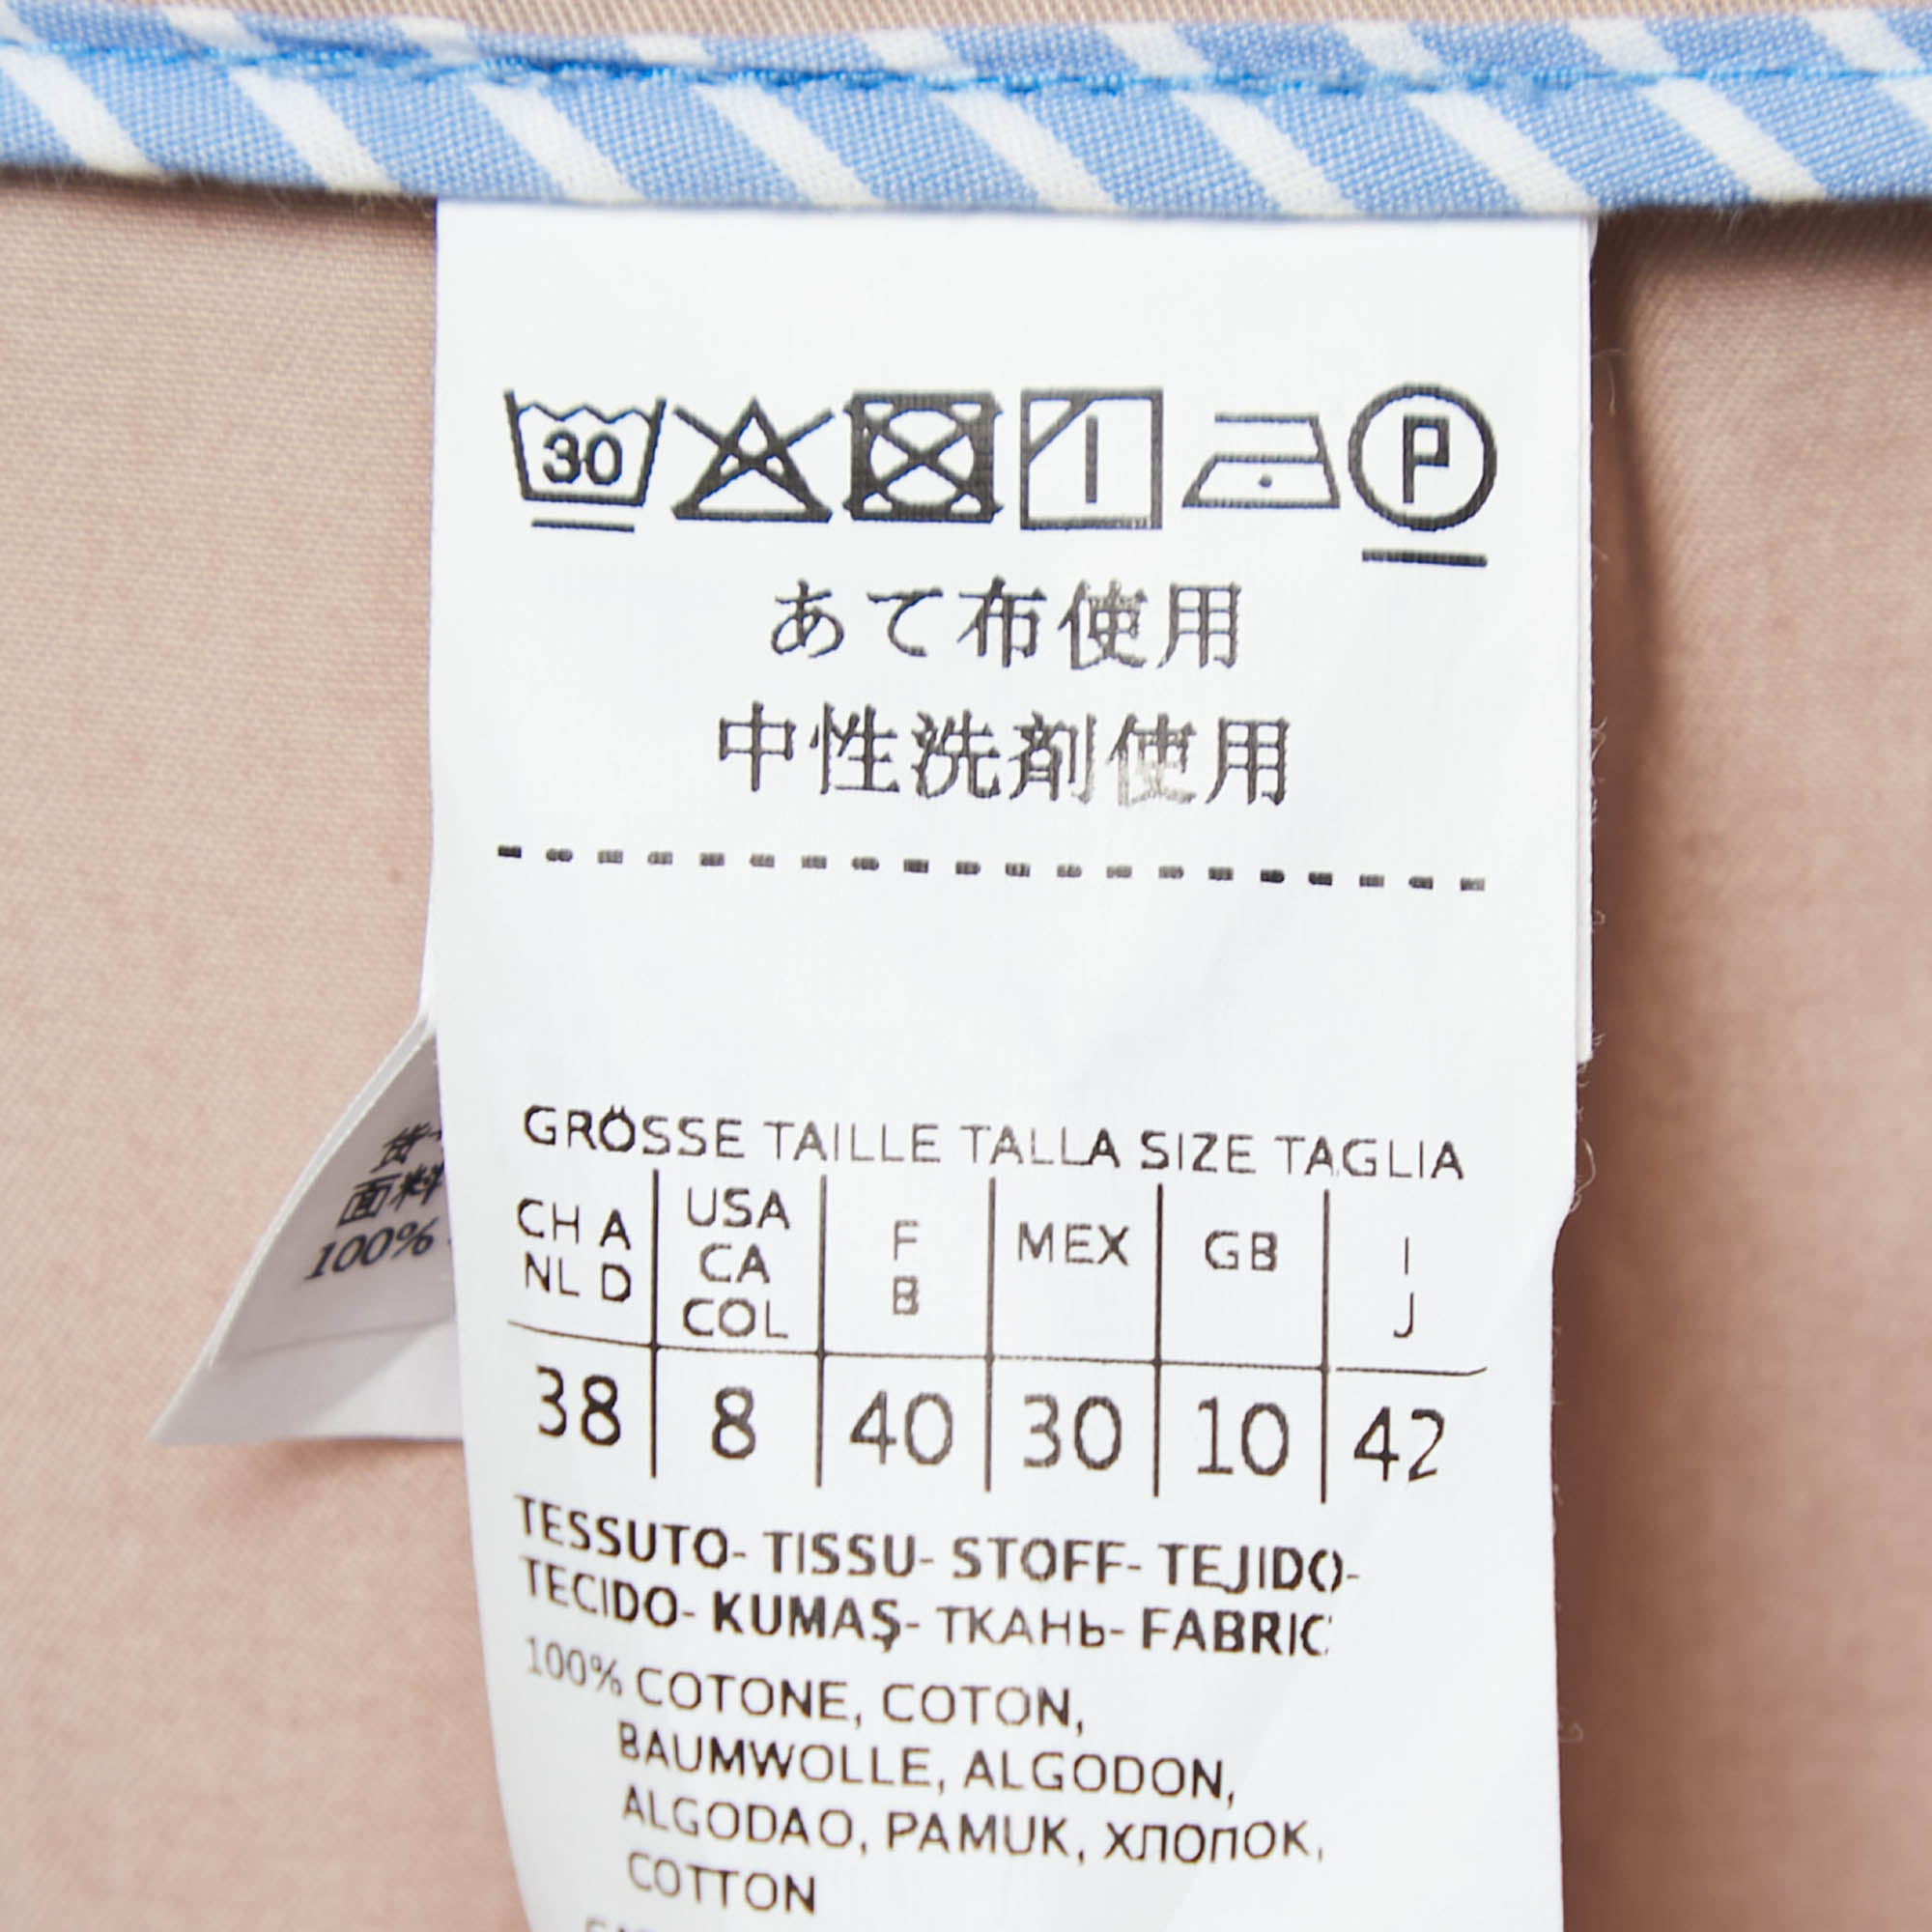 30
P
あて布使用
中性洗剤使用
GRÖSSE TAILLE TALLA SIZE TAGLIA
CH A
NL D
USA
CA
COL
F
B
MEX
GB
I
J
38 8 40 30 10 42
TESSUTO- TISSU- STOFF- TEJIDO-
TECIDO- KUMAŞ- ТКАНЬ- FABRIC
100% COTONE, COTON,
BAUMWOLLE, ALGODON,
ALGODAO, PAMUK, ХЛОПОК,
COTTON
面料
100%